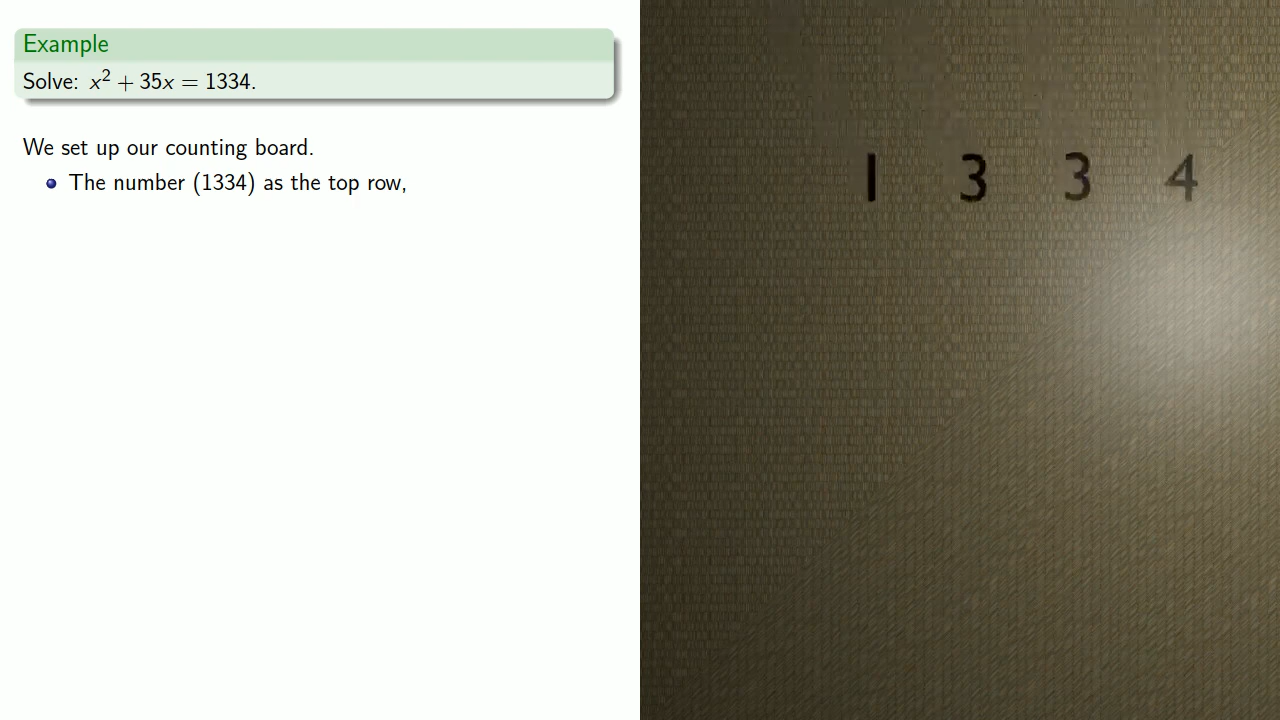 Example
Solve: x² + 35x = 1334.
We set up our counting board.
The number (1334) as the top row,
1 3 3 4